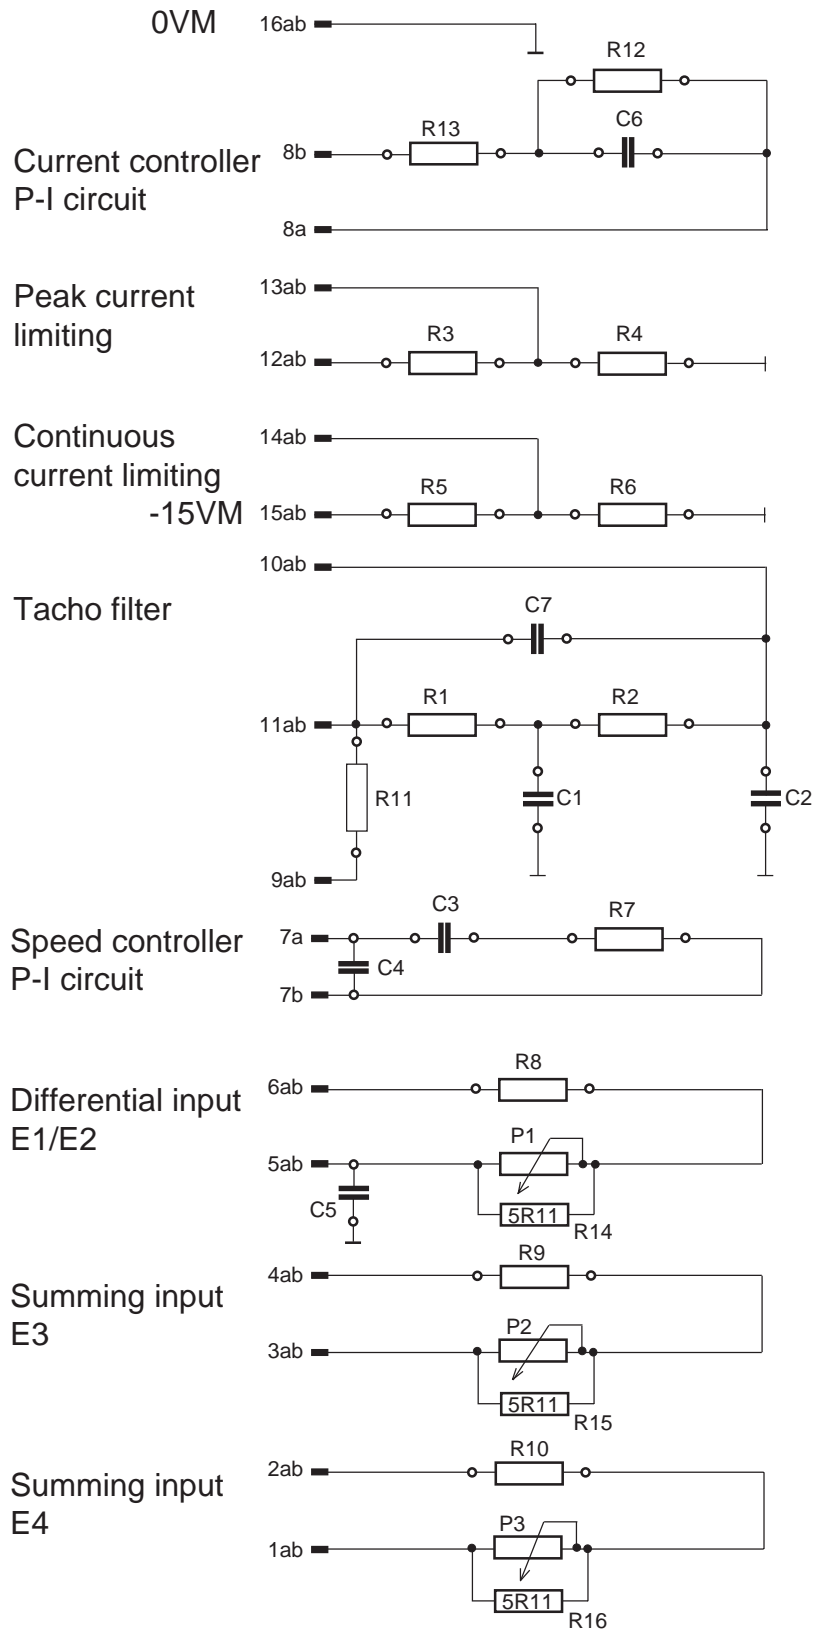 0VM 16ab
R12
C6
R13
8b
Current controller
P-I circuit
8a
13ab
Peak current
limiting
R3 R4
12ab
Continuous
current limiting
14ab
R5 R6
-15VM 15ab
10ab
Tacho filter
C7
R1 R2
11ab
R11 C1 C2
9ab
C3 R7
Speed controller
P-I circuit
7a
C4
7b
R8
6ab
Differential input
E1/E2
P1
5ab
C5
5R11
R14
R9
4ab
Summing input
E3
P2
3ab
5R11
R15
R10
2ab
Summing input
E4
P3
1ab
5R11
R16